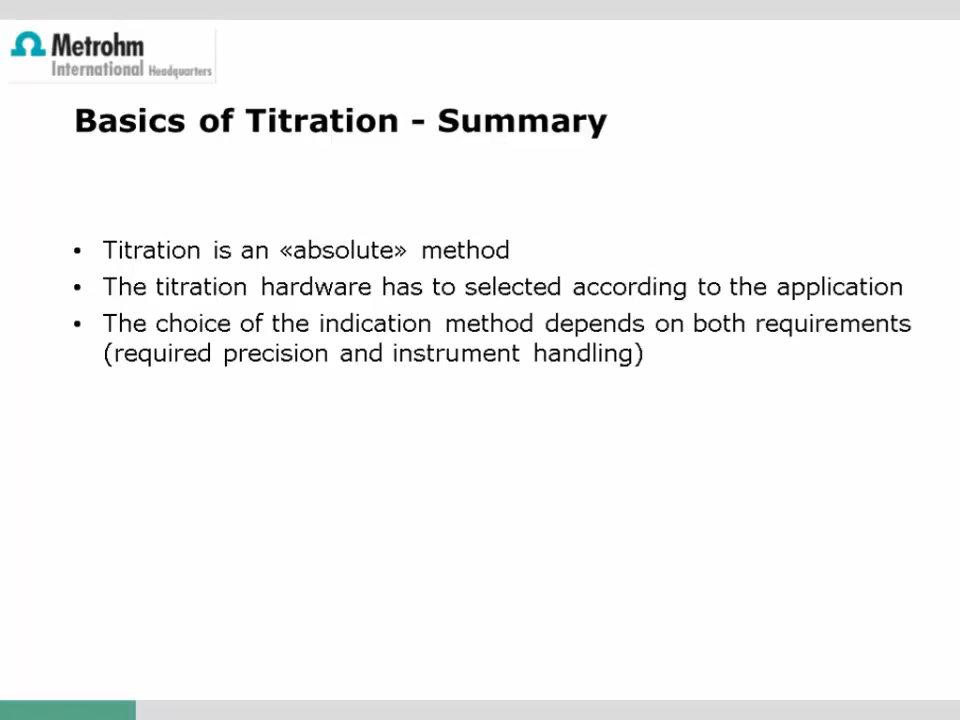 Metrohm
International Headquarters
Basics of Titration - Summary
• Titration is an «absolute» method
• The titration hardware has to selected according to the application
• The choice of the indication method depends on both requirements
(required precision and instrument handling)